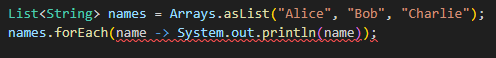 List<String> names = Arrays.asList("Alice", "Bob", "Charlie");
names.forEach(name -> System.out.println(name));